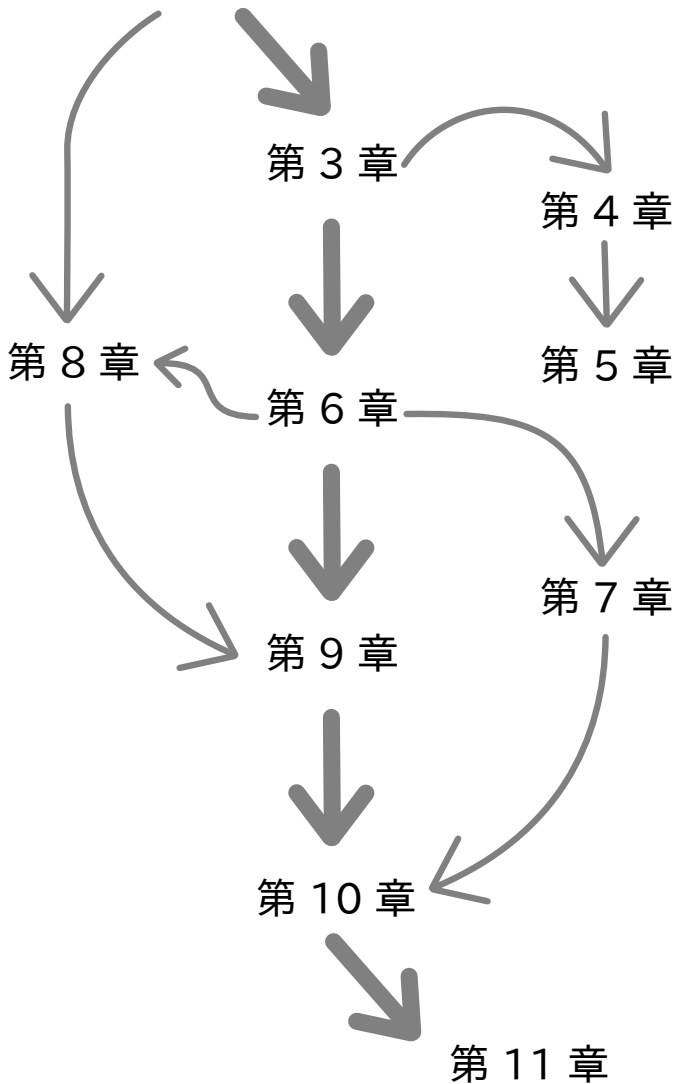 第 3 章
第 4 章
第 8 章
第 5 章
第 6 章
第 7 章
第 9 章
第 10 章
第 11 章